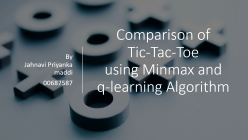 Comparison of
Tic-Tac-Toe
using Minmax and
q-learning Algorithm
By
Jahnavi Priyanka
maddi
00687587